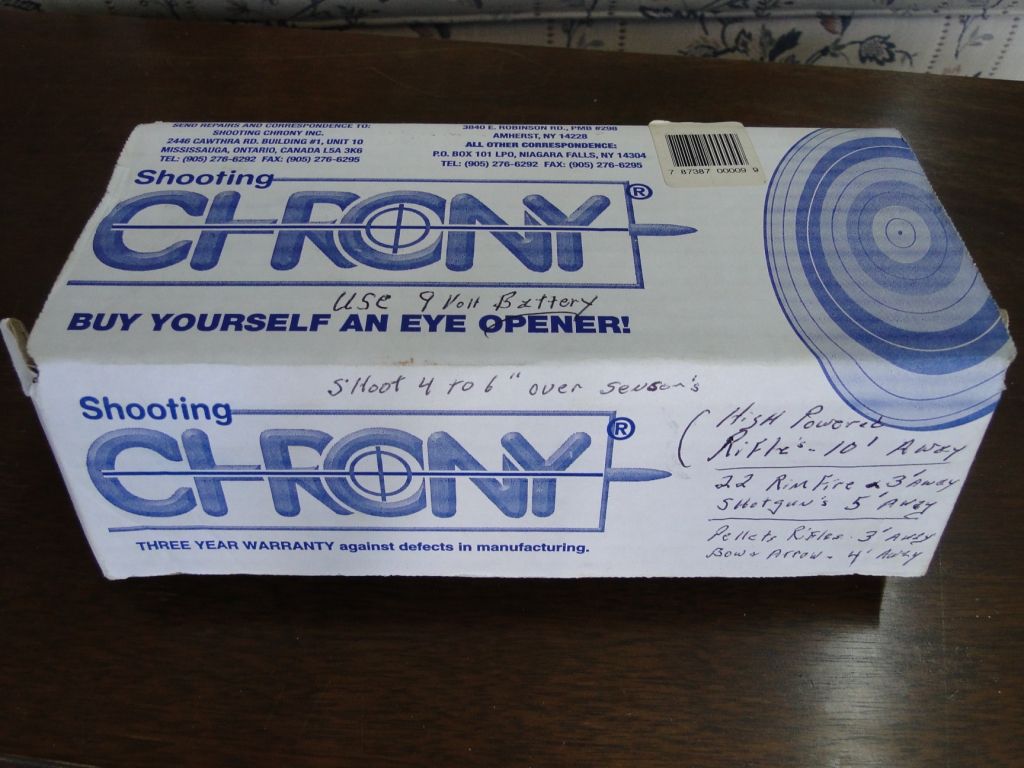 SEND REPAIRS AND CORRESPONDENCE TO:
SHOOTING CHRONY INC.
2446 CAWTHRA RD. BUILDING #1, UNIT 10
MISSISSAUGA, ONTARIO, CANADA L5A 3K6
TEL: (905) 276-6292 FAX: (905) 276-6295
3840 E. ROBINSON RD., PMB #298
AMHERST, NY 14228
ALL OTHER CORRESPONDENCE:
P.O. BOX 101 LPO, NIAGARA FALLS, NY 14304
TEL: (905) 276-6292 FAX: (905) 276-6295
7 87387 00009 9
Shooting
CHRONY®
USE 9 Volt Battery
BUY YOURSELF AN EYE OPENER!
SHoot 4 to 6" over sensor's
Shooting
CHRONY®
THREE YEAR WARRANTY against defects in manufacturing.
(High Powered
Rifle's - 10' Away
22 RimFire - 3' Away
Shotgun's 5' Away
Pellets Rifles - 3' Away
Bow & Arrow - 4' Away